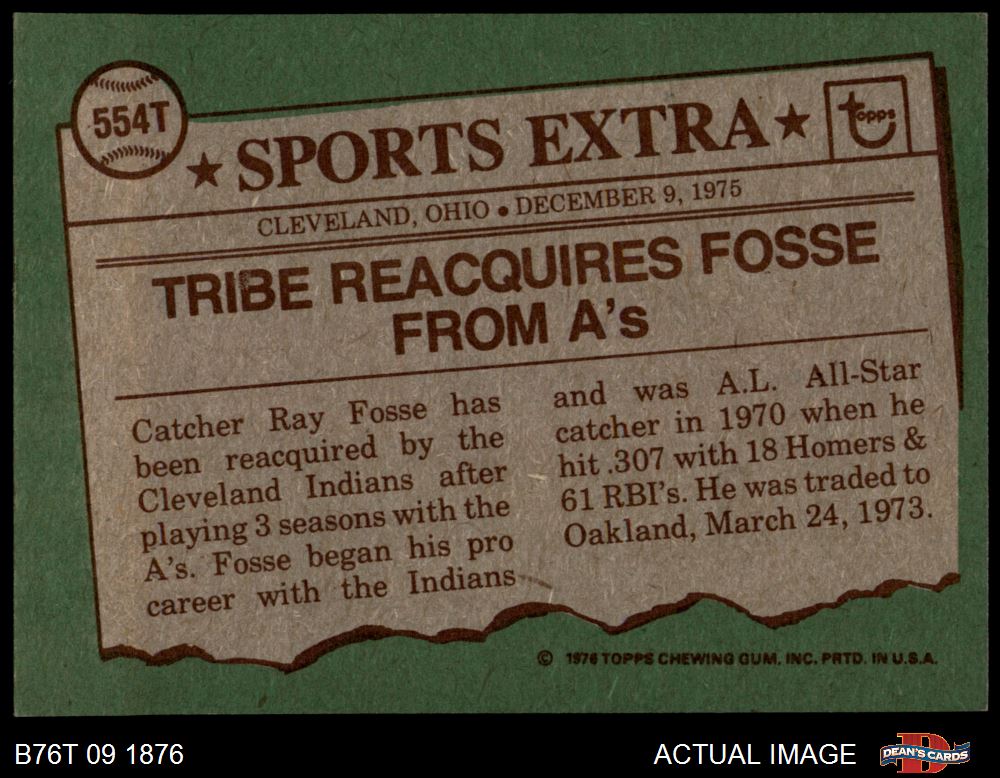 554T
★ SPORTS EXTRA ★
topps
CLEVELAND, OHIO • DECEMBER 9, 1975
TRIBE REACQUIRES FOSSE
FROM A's
Catcher Ray Fosse has
been reacquired by the
Cleveland Indians after
playing 3 seasons with the
A's. Fosse began his pro
career with the Indians
and was A.L. All-Star
catcher in 1970 when he
hit .307 with 18 Homers &
61 RBI's. He was traded to
Oakland, March 24, 1973.
© 1976 TOPPS CHEWING GUM, INC. PRTD. IN U.S.A.
B76T 09 1876
ACTUAL IMAGE
DEAN'S CARDS